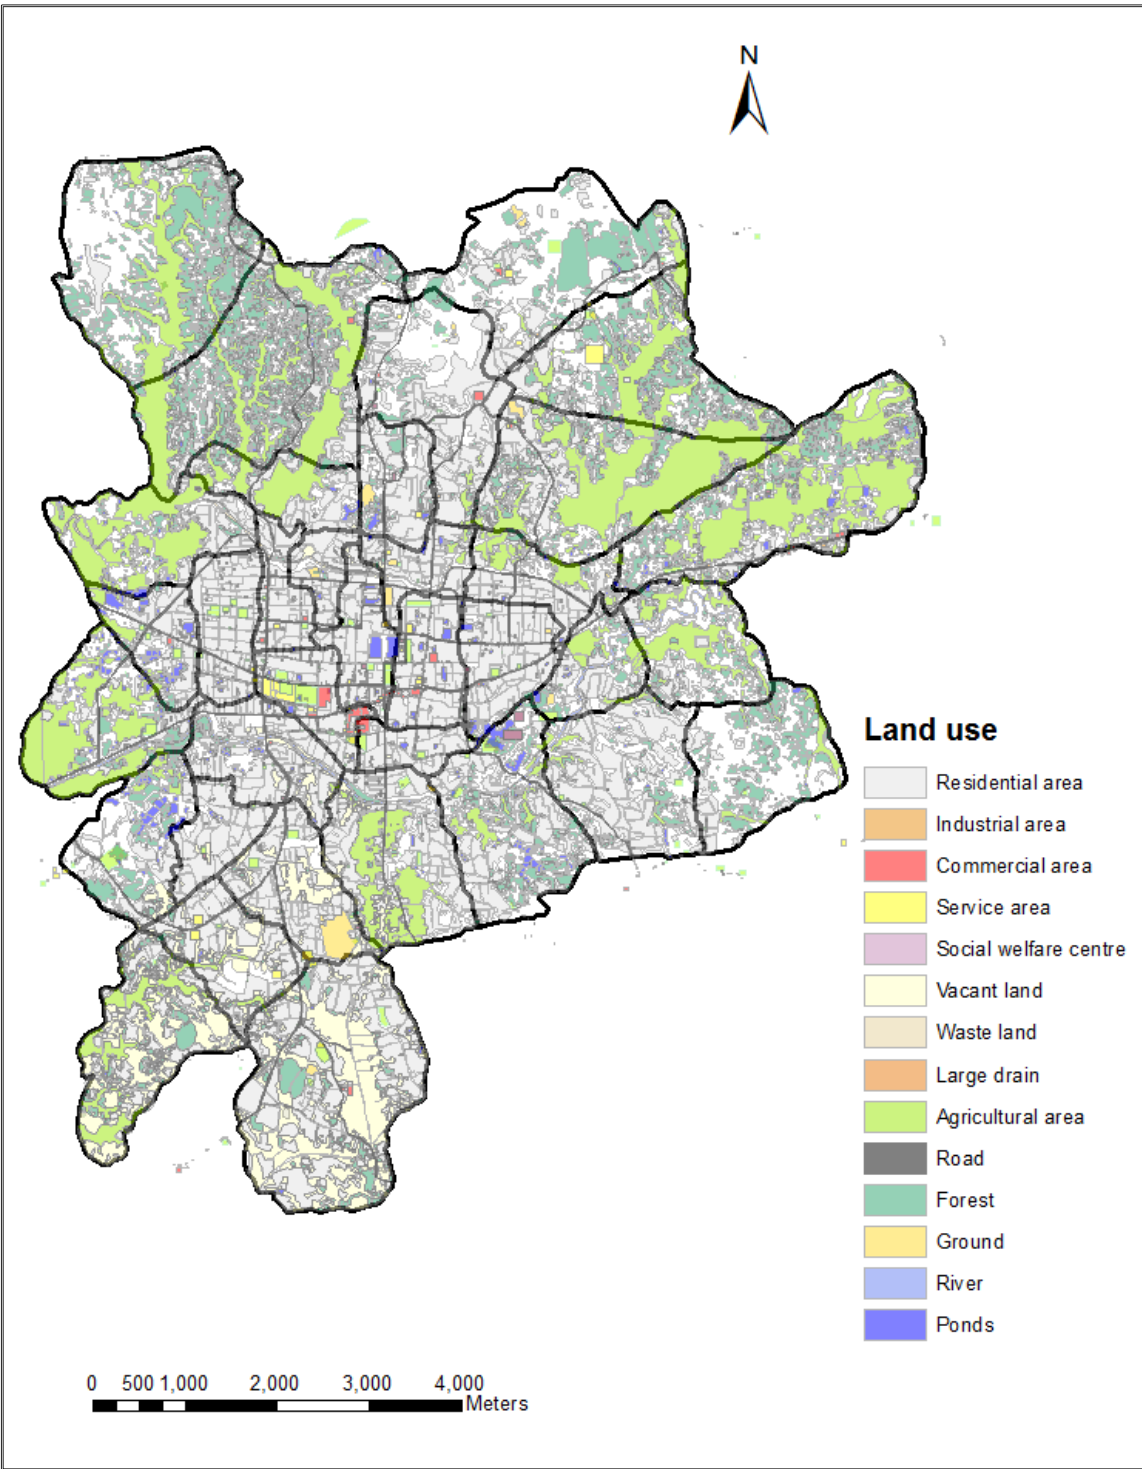 N
Land use
Residential area
Industrial area
Commercial area
Service area
Social welfare centre
Vacant land
Waste land
Large drain
Agricultural area
Road
Forest
Ground
River
Ponds
0 500 1,000 2,000 3,000 4,000
Meters